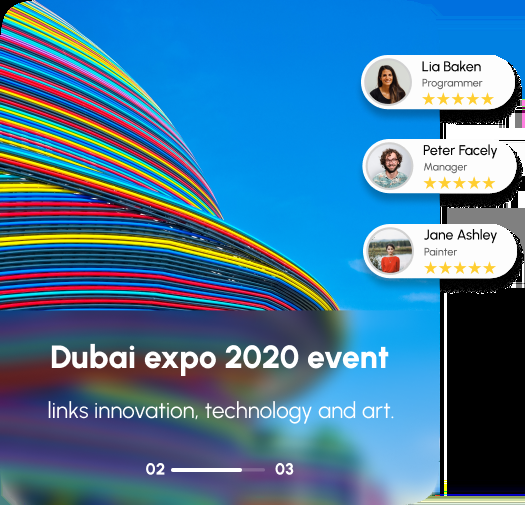 Lia Baken
Programmer
Peter Facely
Manager
Jane Ashley
Painter
Dubai expo 2020 event
links innovation, technology and art.
02 03